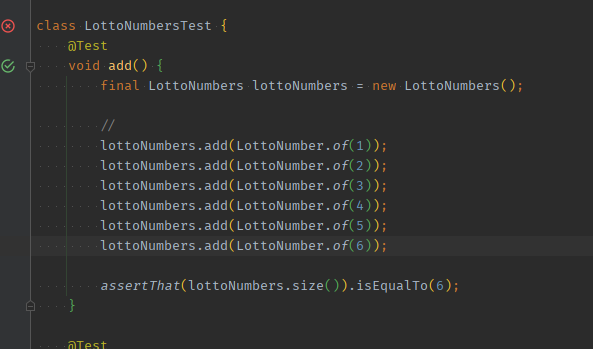 class LottoNumbersTest {
@Test
void add() {
final LottoNumbers lottoNumbers = new LottoNumbers();
//
lottoNumbers.add(LottoNumber.of(1));
lottoNumbers.add(LottoNumber.of(2));
lottoNumbers.add(LottoNumber.of(3));
lottoNumbers.add(LottoNumber.of(4));
lottoNumbers.add(LottoNumber.of(5));
lottoNumbers.add(LottoNumber.of(6));
assertThat(lottoNumbers.size()).isEqualTo(6);
}
@Test